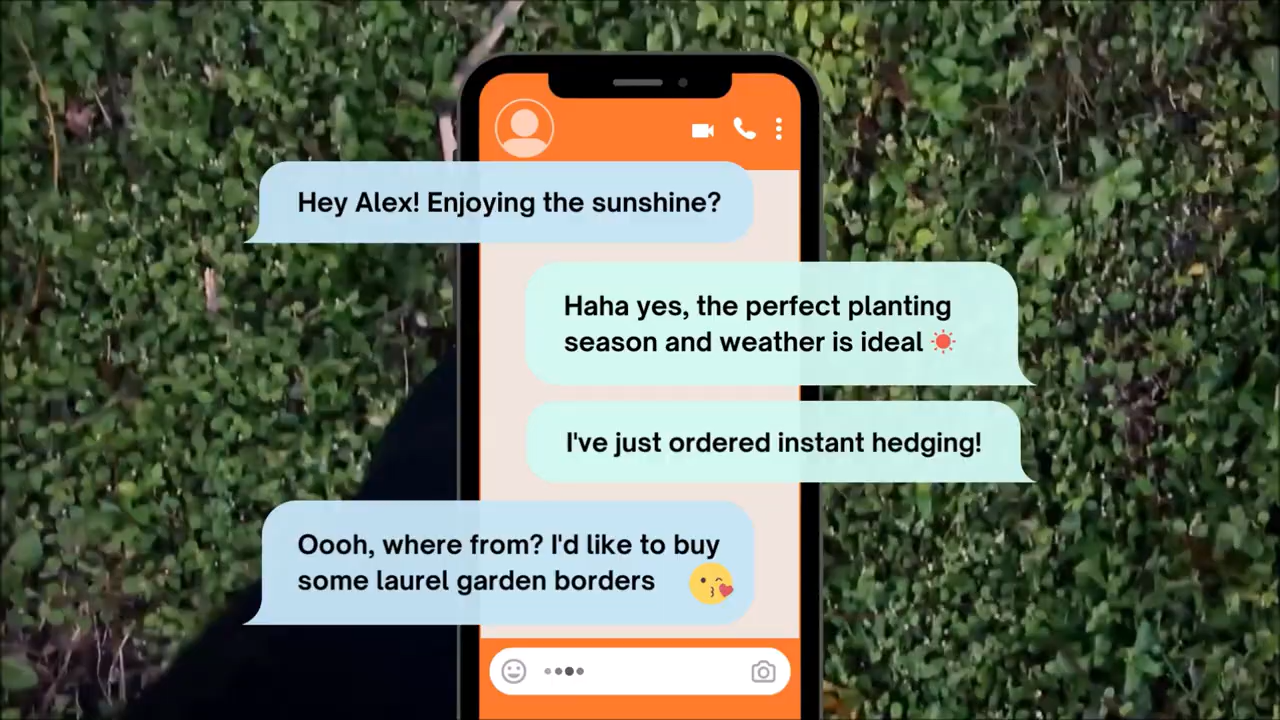 Hey Alex! Enjoying the sunshine?
Haha yes, the perfect planting
season and weather is ideal ☀
I've just ordered instant hedging!
Oooh, where from? I'd like to buy
some laurel garden borders 😘